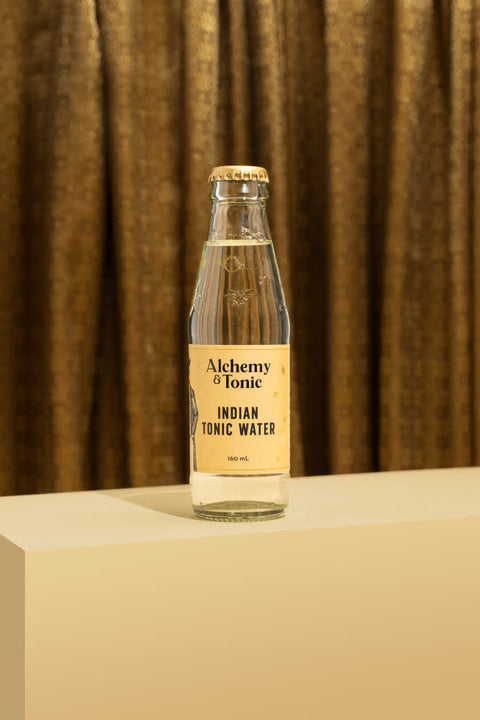 Alchemy
& Tonic
INDIAN
TONIC WATER
160 mL